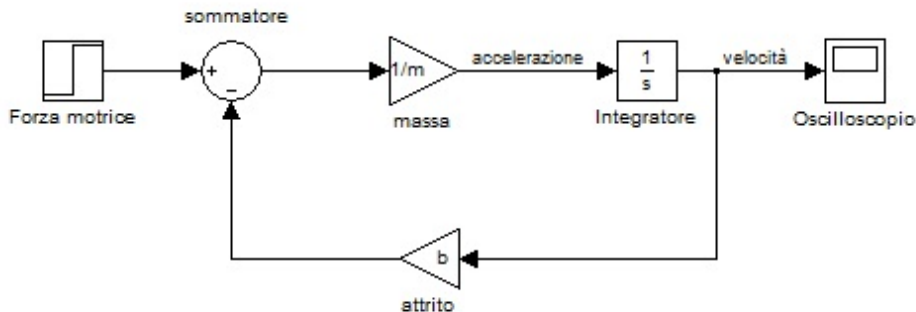 sommatore
Forza motrice
+
−
1/m
massa
accelerazione
1
s
Integratore
velocità
Oscilloscopio
b
attrito